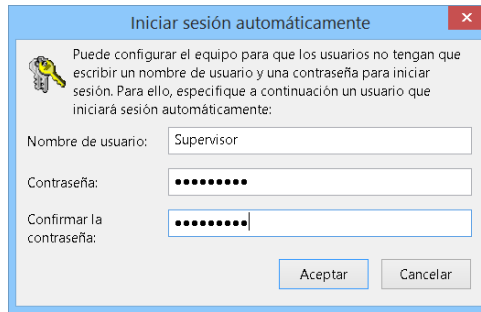 Iniciar sesión automáticamente
Puede configurar el equipo para que los usuarios no tengan que
escribir un nombre de usuario y una contraseña para iniciar
sesión. Para ello, especifique a continuación un usuario que
iniciará sesión automáticamente:
Nombre de usuario: Supervisor
Contraseña: •••••••••
Confirmar la
contraseña: •••••••••
Aceptar Cancelar